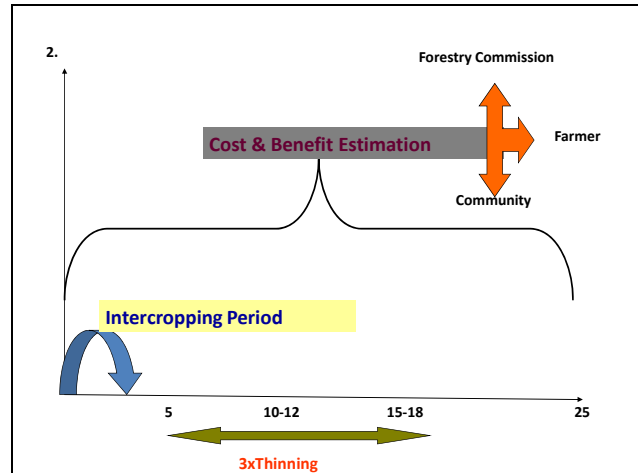 2.
Forestry Commission
Cost & Benefit Estimation
Farmer
Community
Intercropping Period
5 10-12 15-18 25
3xThinning